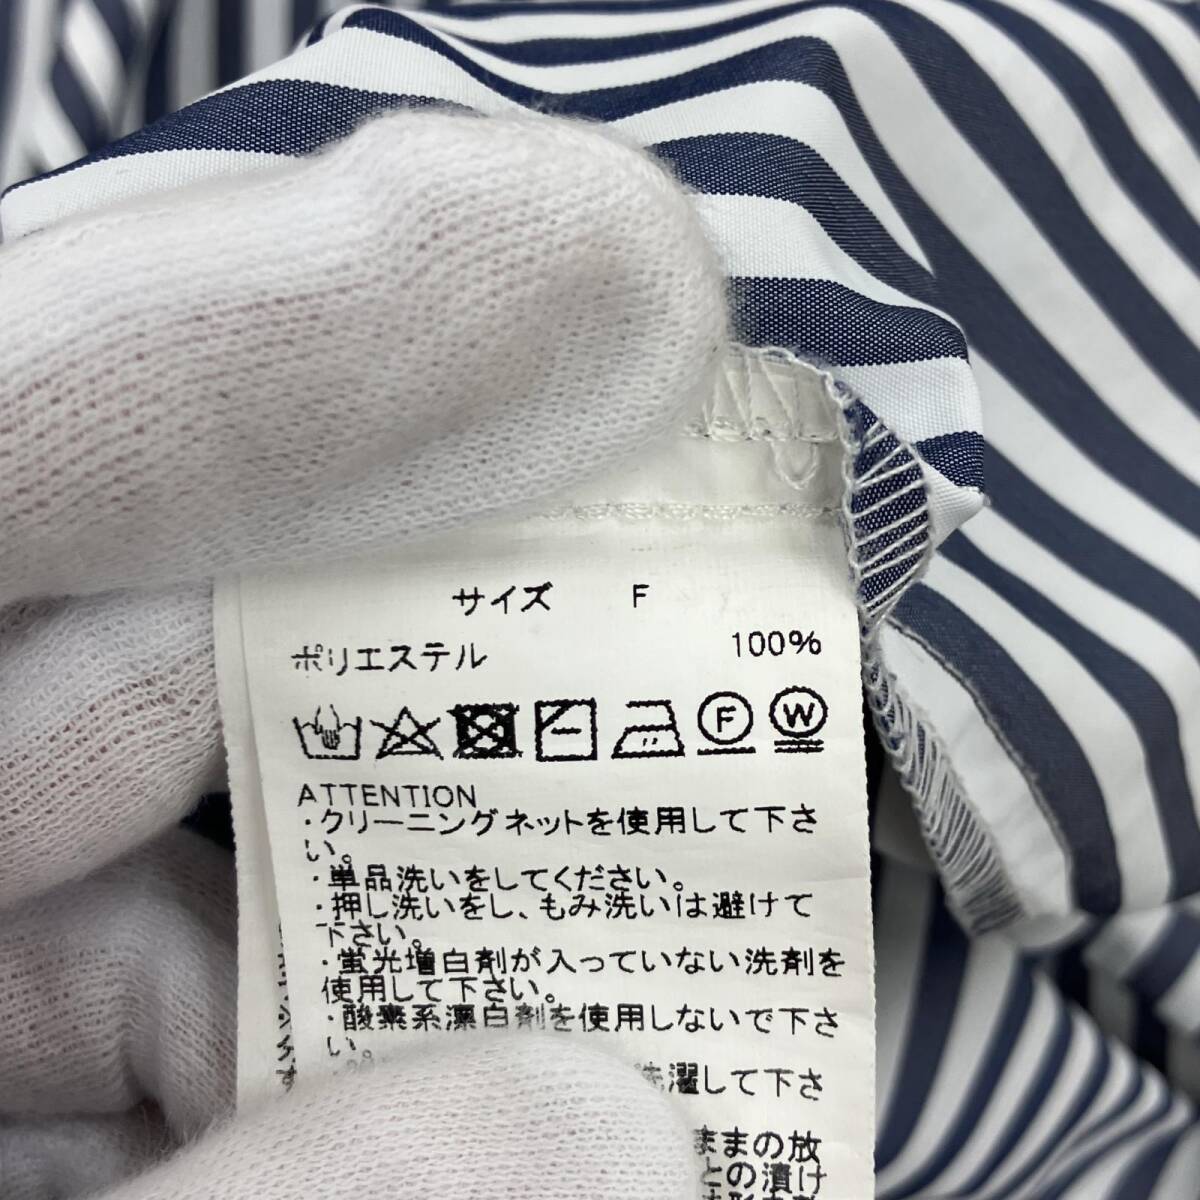 サイズ F
ポリエステル 100%
F W
ATTENTION
・クリーニングネットを使用して下さ
い。
・単品洗いをしてください。
・押し洗いをし、もみ洗いは避けて
下さい。
・蛍光増白剤が入っていない洗剤を
使用して下さい。
・酸素系漂白剤を使用しないで下さ
い。
洗濯して下さ
ままの放
との漬け